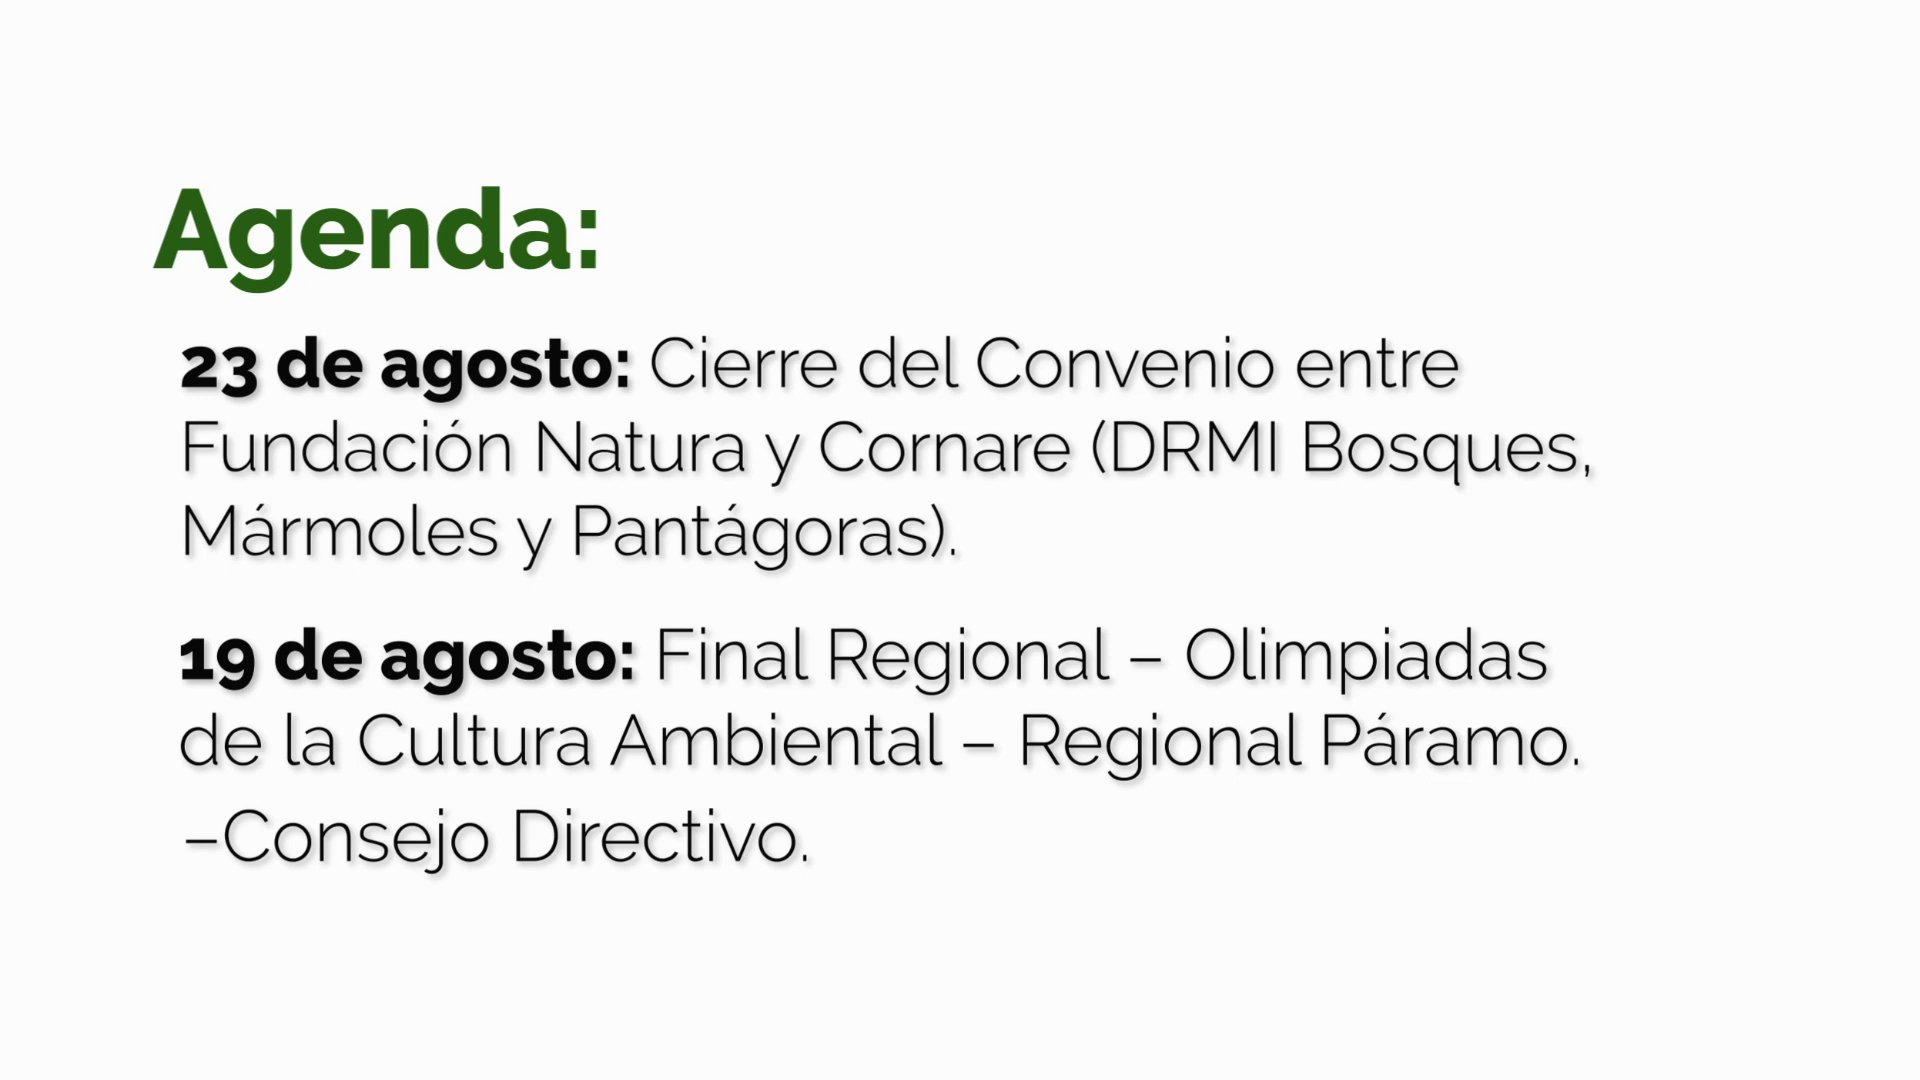 Agenda:
23 de agosto: Cierre del Convenio entre
Fundación Natura y Cornare (DRMI Bosques,
Mármoles y Pantágoras).
19 de agosto: Final Regional – Olimpiadas
de la Cultura Ambiental – Regional Páramo.
–Consejo Directivo.